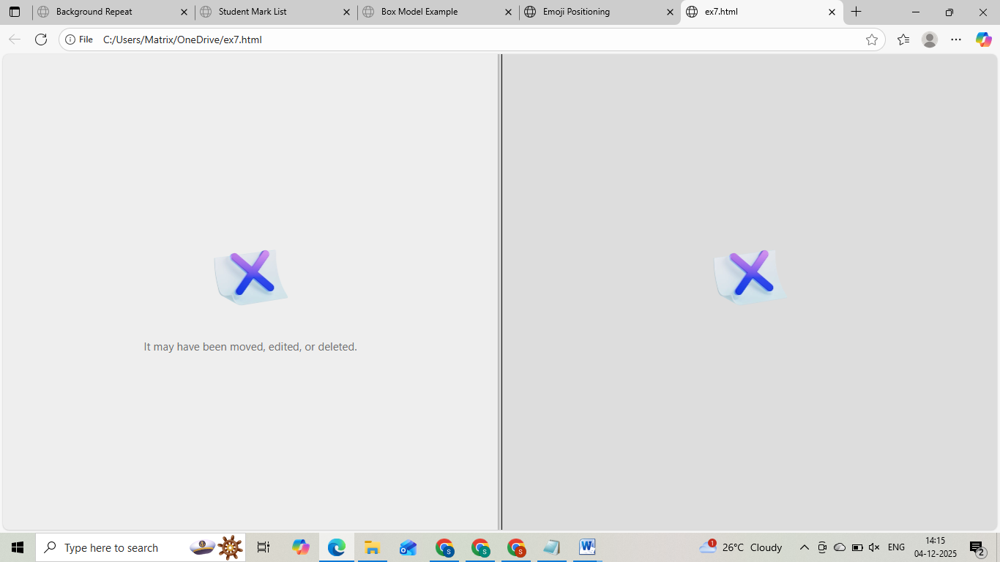 Background Repeat
Student Mark List
Box Model Example
Emoji Positioning
ex7.html
File C:/Users/Matrix/OneDrive/ex7.html
It may have been moved, edited, or deleted.
Type here to search
S
S
S
W
1
26°C Cloudy
ENG
14:15
04-12-2025
2